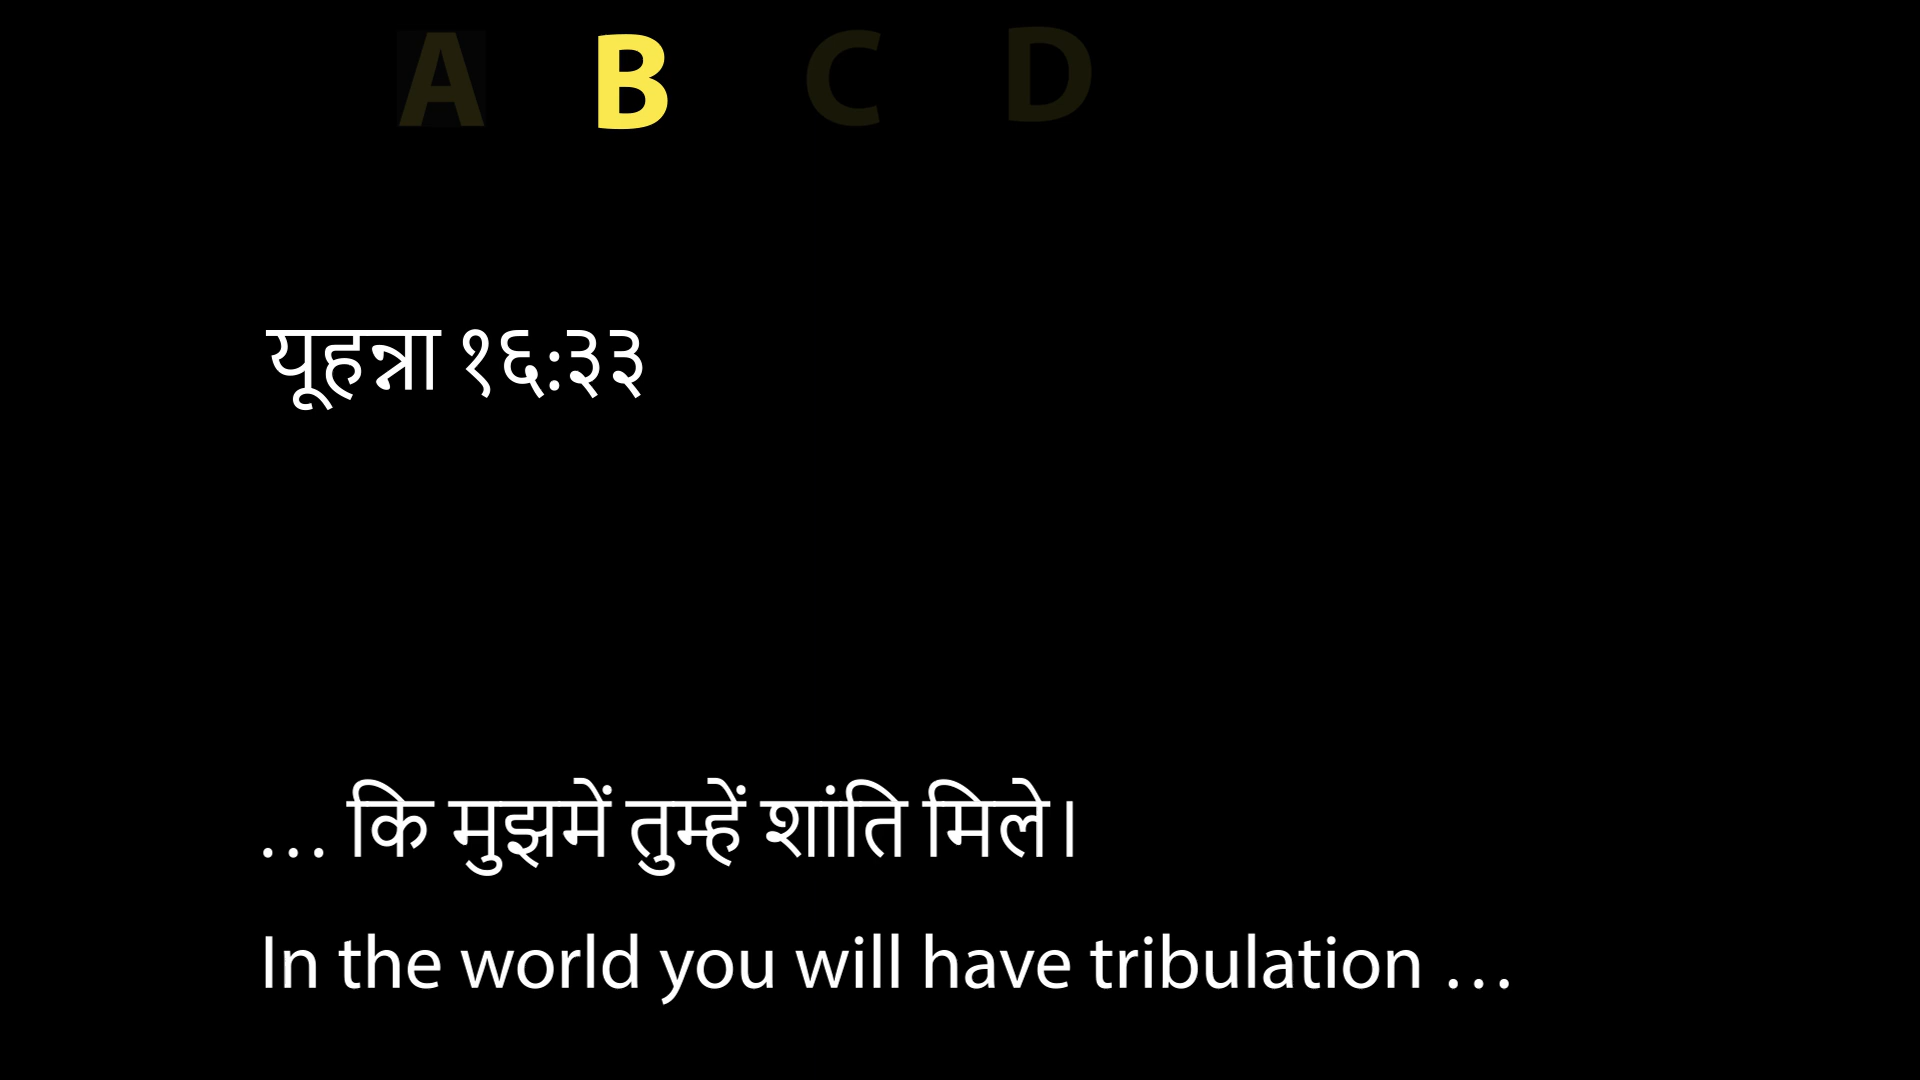 A B C D
यूहन्ना १६:३३
… कि मुझमें तुम्हें शांति मिले।
In the world you will have tribulation …